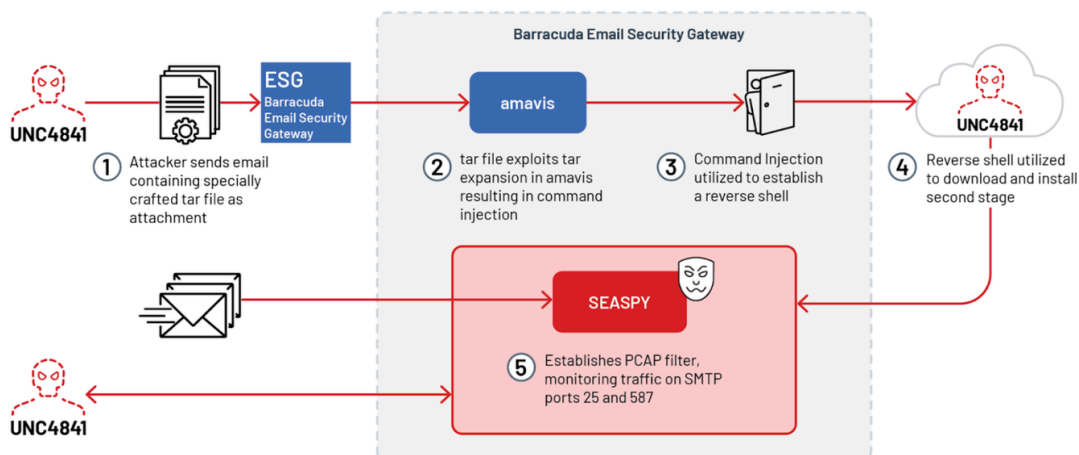 Barracuda Email Security Gateway
UNC4841
ESG
Barracuda
Email Security
Gateway
amavis
UNC4841
1
Attacker sends email
containing specially
crafted tar file as
attachment
2
tar file exploits tar
expansion in amavis
resulting in command
injection
3
Command Injection
utilized to establish
a reverse shell
4
Reverse shell utilized
to download and install
second stage
SEASPY
5
Establishes PCAP filter,
monitoring traffic on SMTP
ports 25 and 587
UNC4841